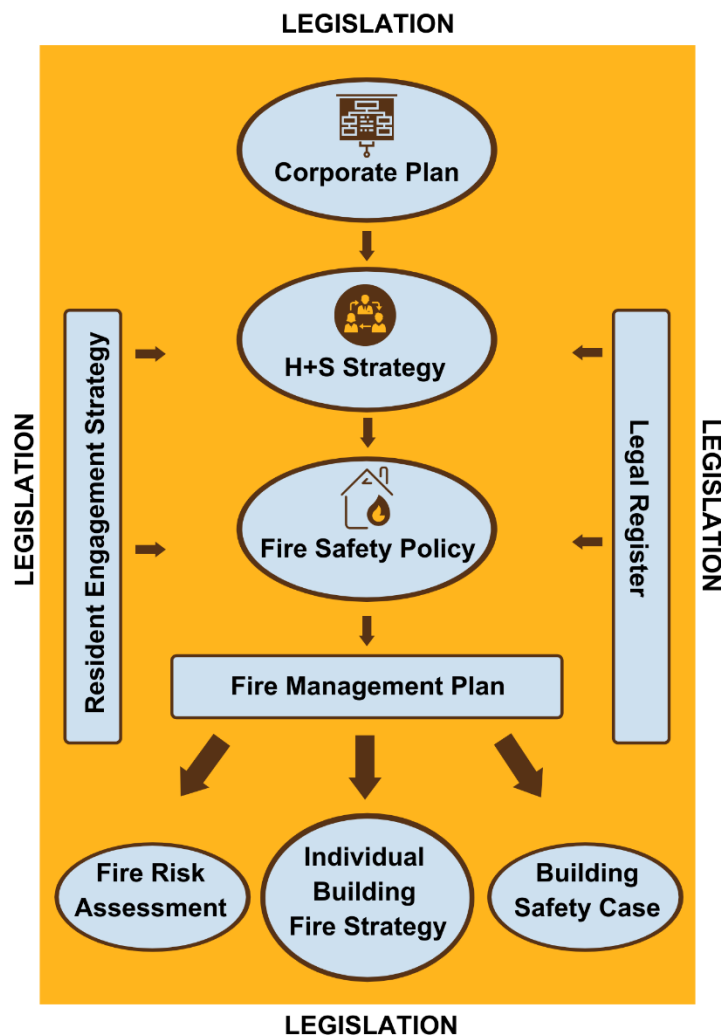 LEGISLATION
Corporate Plan
H+S Strategy
Resident Engagement Strategy
Legal Register
LEGISLATION
LEGISLATION
Fire Safety Policy
Fire Management Plan
Fire Risk
Assessment
Individual
Building
Fire Strategy
Building
Safety Case
LEGISLATION